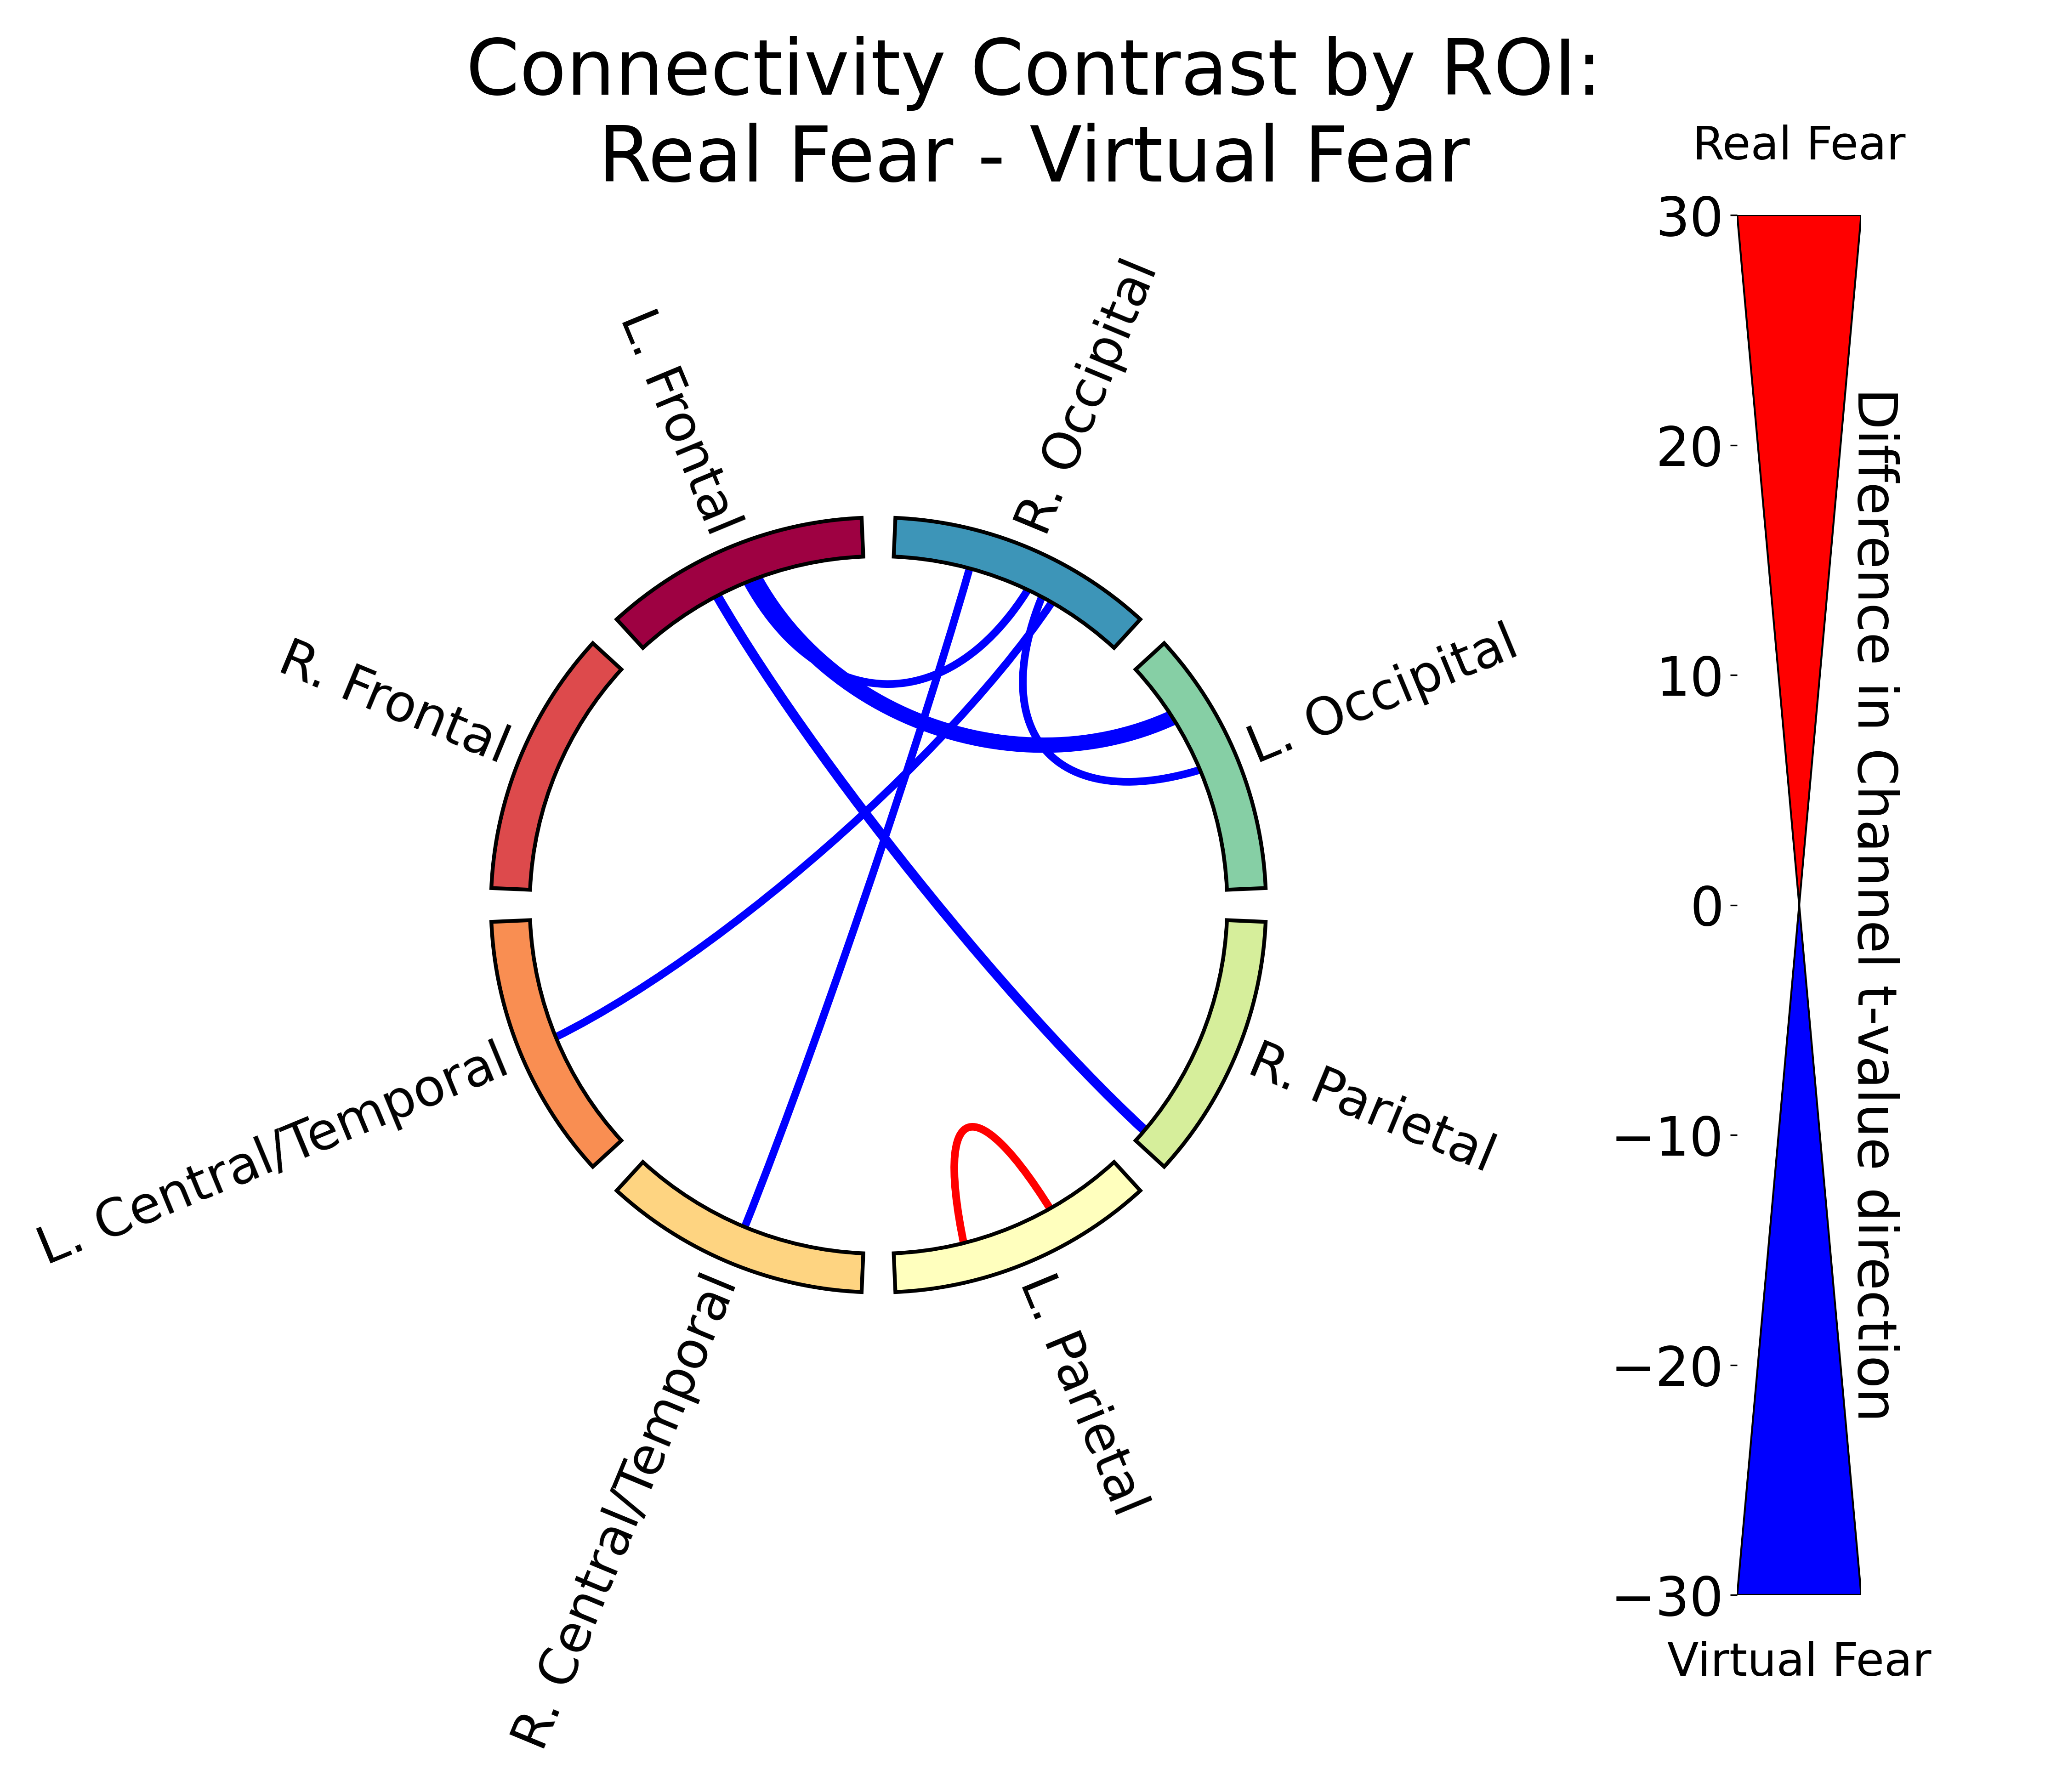 Connectivity Contrast by ROI:
Real Fear - Virtual Fear
Real Fear
30
20
10
0
−10
−20
−30
Virtual Fear
Difference in Channel t-value direction
L. Frontal
R. Occipital
R. Frontal
L. Occipital
L. Central/Temporal
R. Parietal
R. Central/Temporal
L. Parietal